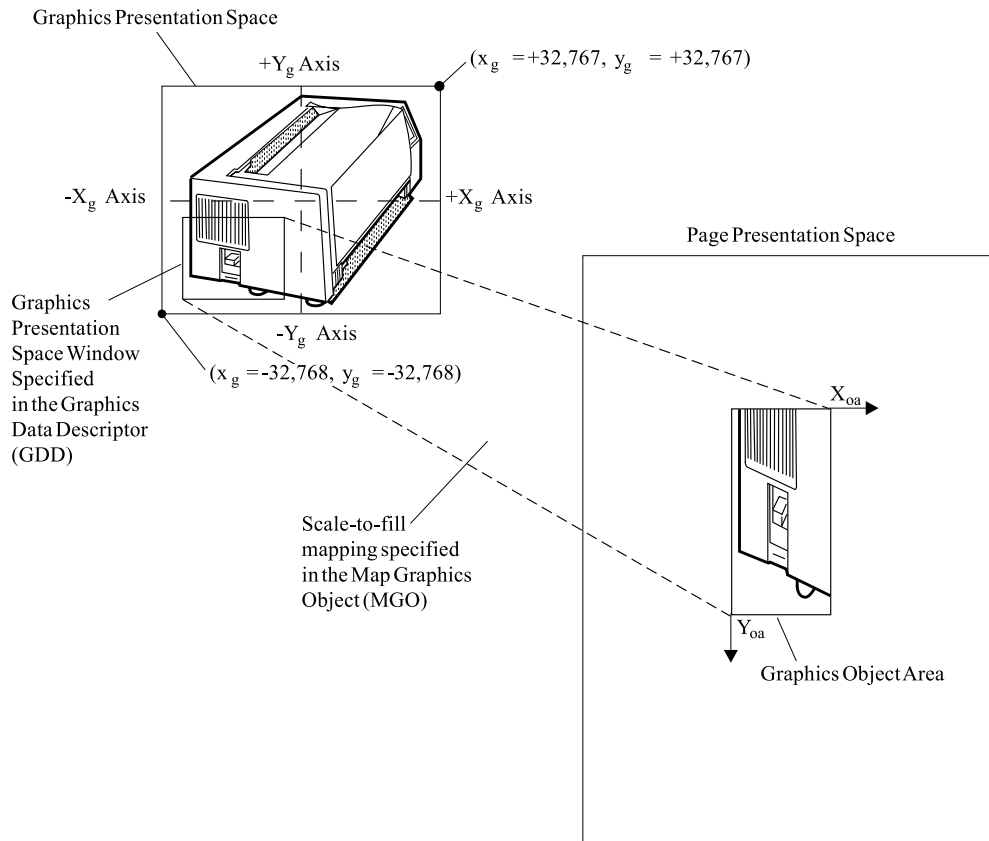 Graphics Presentation Space
+Yg Axis
(xg =+32,767, yg = +32,767)
-Xg Axis
+Xg Axis
Page Presentation Space
Graphics
Presentation
Space Window
Specified
in the Graphics
Data Descriptor
(GDD)
-Yg Axis
(xg =-32,768, yg =-32,768)
Xoa
Scale-to-fill
mapping specified
in the Map Graphics
Object (MGO)
Yoa
Graphics Object Area